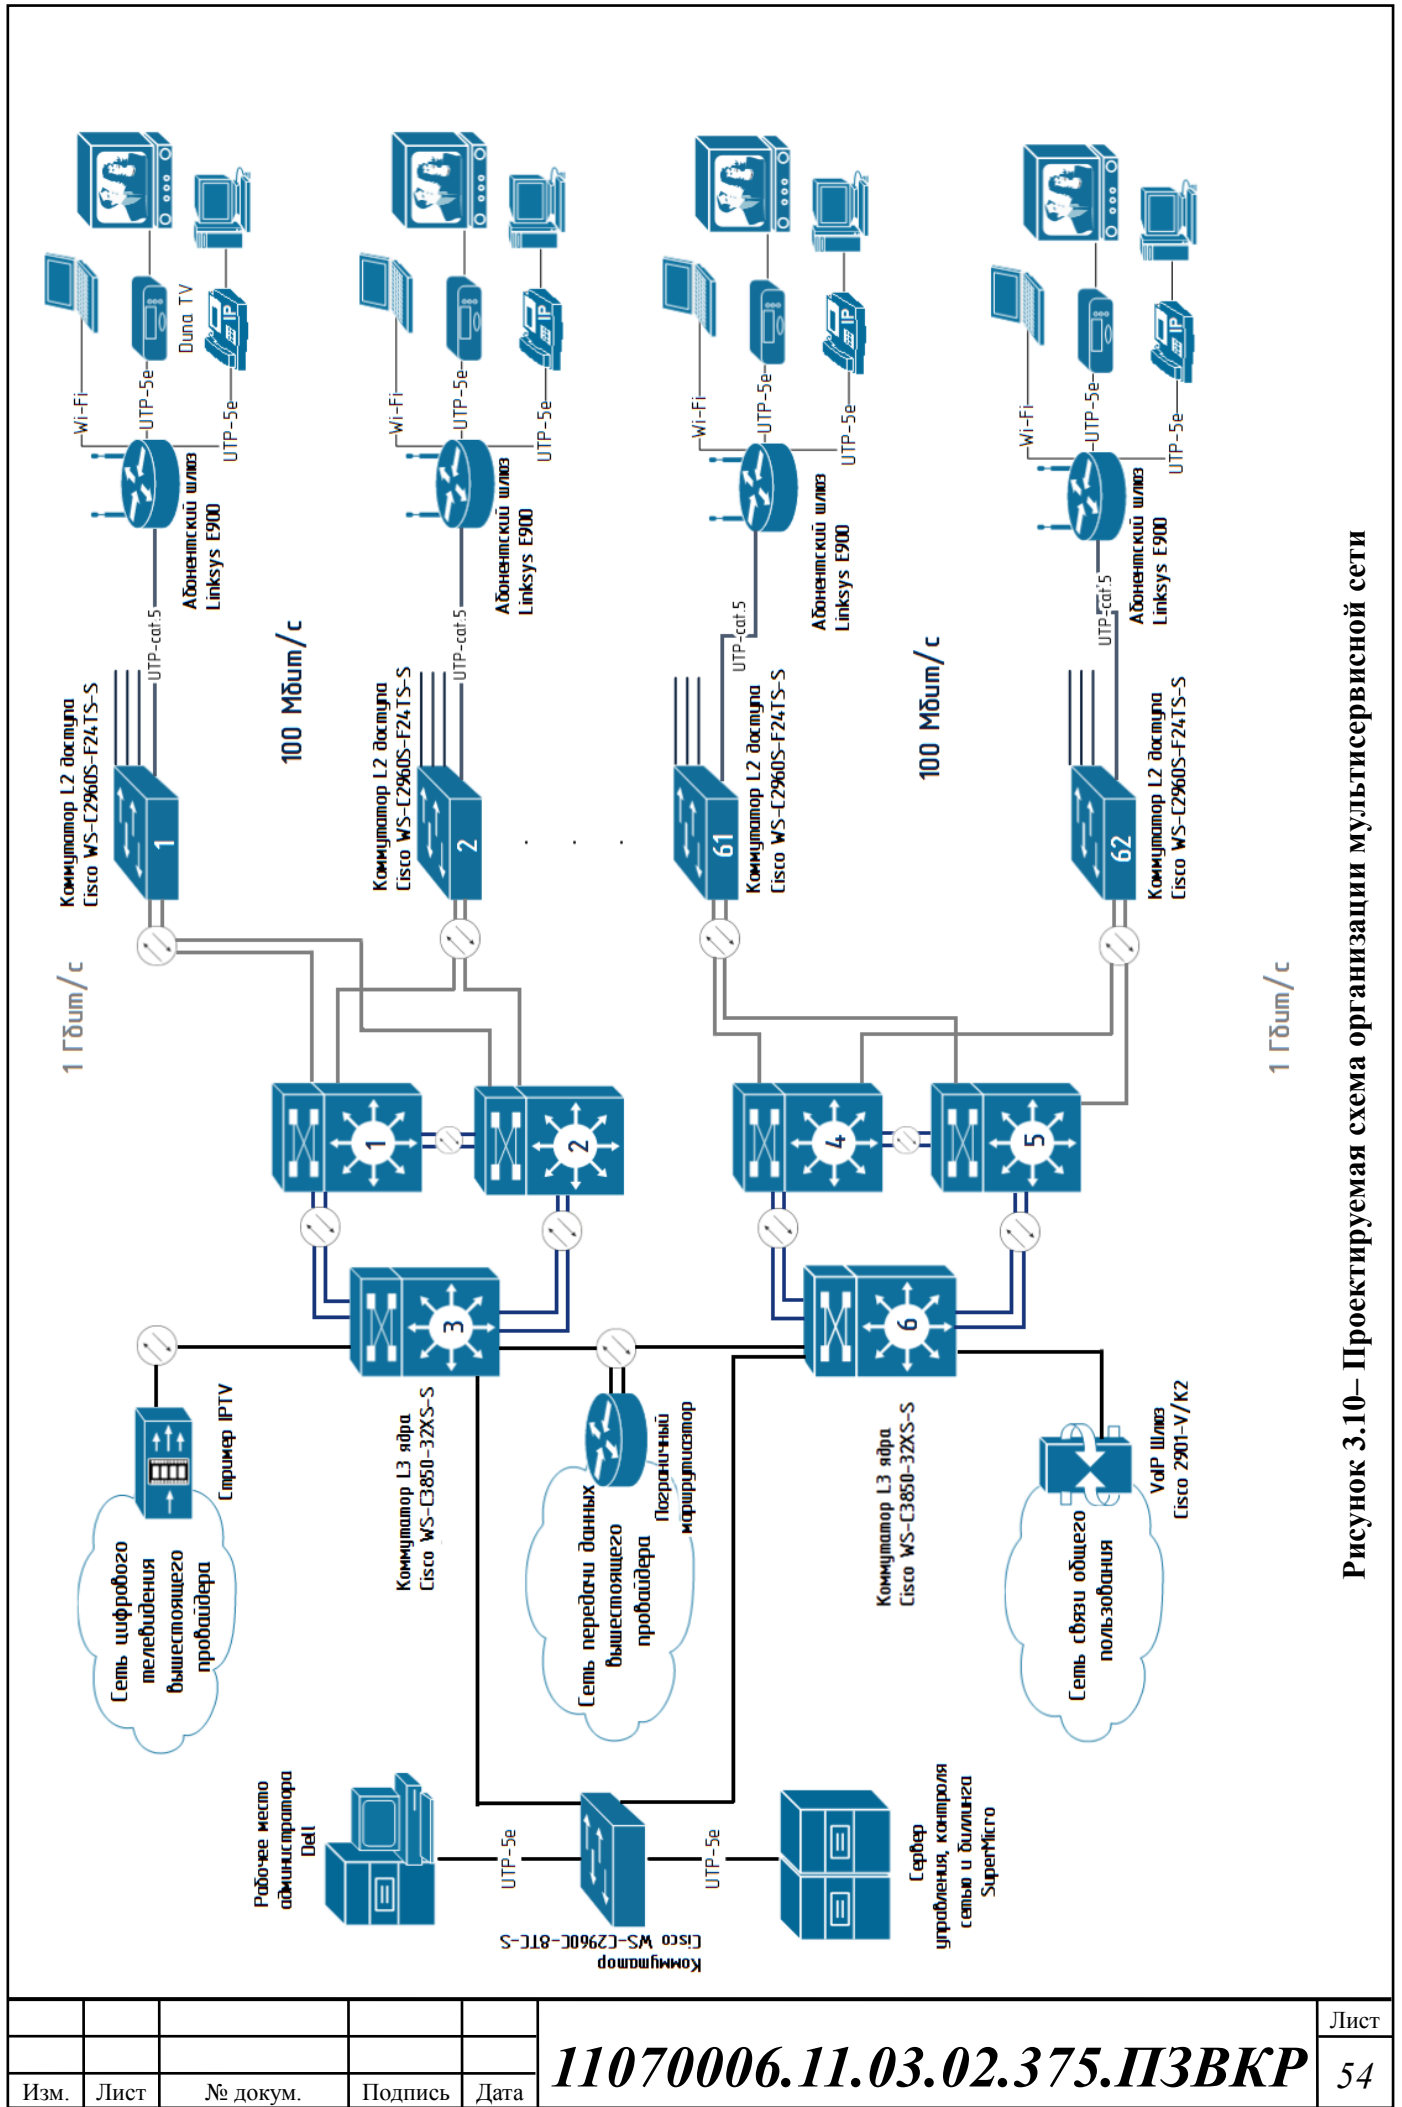 Duna TV
Wi-Fi
UTP-5e
UTP-5e
Абонентский шлюз
Linksys E900
UTP-cat.5
Коммутатор L2 доступа
Cisco WS-C2960S-F24TS-S
1
1 Гбит/с
100 Мбит/с
Wi-Fi
UTP-5e
UTP-5e
Абонентский шлюз
Linksys E900
UTP-cat.5
Коммутатор L2 доступа
Cisco WS-C2960S-F24TS-S
2
. . .
Wi-Fi
UTP-5e
UTP-5e
Абонентский шлюз
Linksys E900
UTP-cat.5
Коммутатор L2 доступа
Cisco WS-C2960S-F24TS-S
61
100 Мбит/с
Wi-Fi
UTP-5e
UTP-5e
Абонентский шлюз
Linksys E900
UTP-cat.5
Коммутатор L2 доступа
Cisco WS-C2960S-F24TS-S
62
1 Гбит/с
IP
IP
IP
IP
1
2
3
4
5
6
Стример IPTV
Сеть цифрового
телевидения
вышестоящего
провайдера
Коммутатор L3 ядра
Cisco WS-C3850-32XS-S
Пограничный
маршрутиазтор
Сеть передачи данных
вышестоящего
провайдера
Коммутатор L3 ядра
Cisco WS-C3850-32XS-S
VoIP Шлюз
Cisco 2901-V/K2
Сеть связи общего
пользования
Рабочее место
администратора
Dell
UTP-5e
UTP-5e
Коммутатор
Cisco WS-C2960C-8TC-S
Сервер
управления, контроля
сетью и биллинга
SuperMicro
Рисунок 3.10– Проектируемая схема организации мультисервисной сети
Изм. Лист № докум. Подпись Дата
11070006.11.03.02.375.ПЗВКР
Лист
54